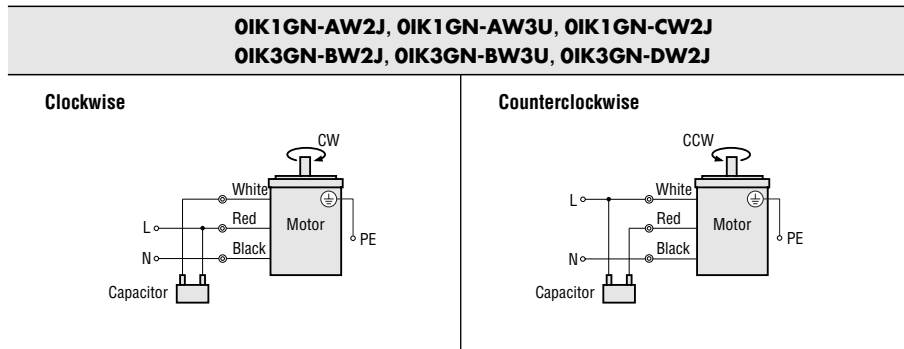 0IK1GN-AW2J, 0IK1GN-AW3U, 0IK1GN-CW2J
0IK3GN-BW2J, 0IK3GN-BW3U, 0IK3GN-DW2J
Clockwise
CW
White
L
Red
Motor
PE
N
Black
Capacitor
Counterclockwise
CCW
L
White
Red
Motor
PE
N
Black
Capacitor